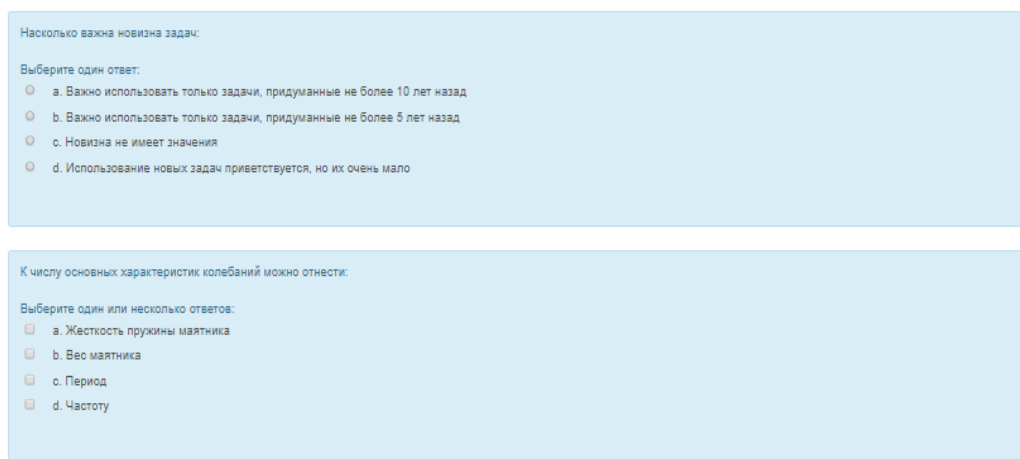 Насколько важна новизна задач:
Выберите один ответ:
a. Важно использовать только задачи, придуманные не более 10 лет назад
b. Важно использовать только задачи, придуманные не более 5 лет назад
c. Новизна не имеет значения
d. Использование новых задач приветствуется, но их очень мало
К числу основных характеристик колебаний можно отнести:
Выберите один или несколько ответов:
a. Жесткость пружины маятника
b. Вес маятника
c. Период
d. Частоту